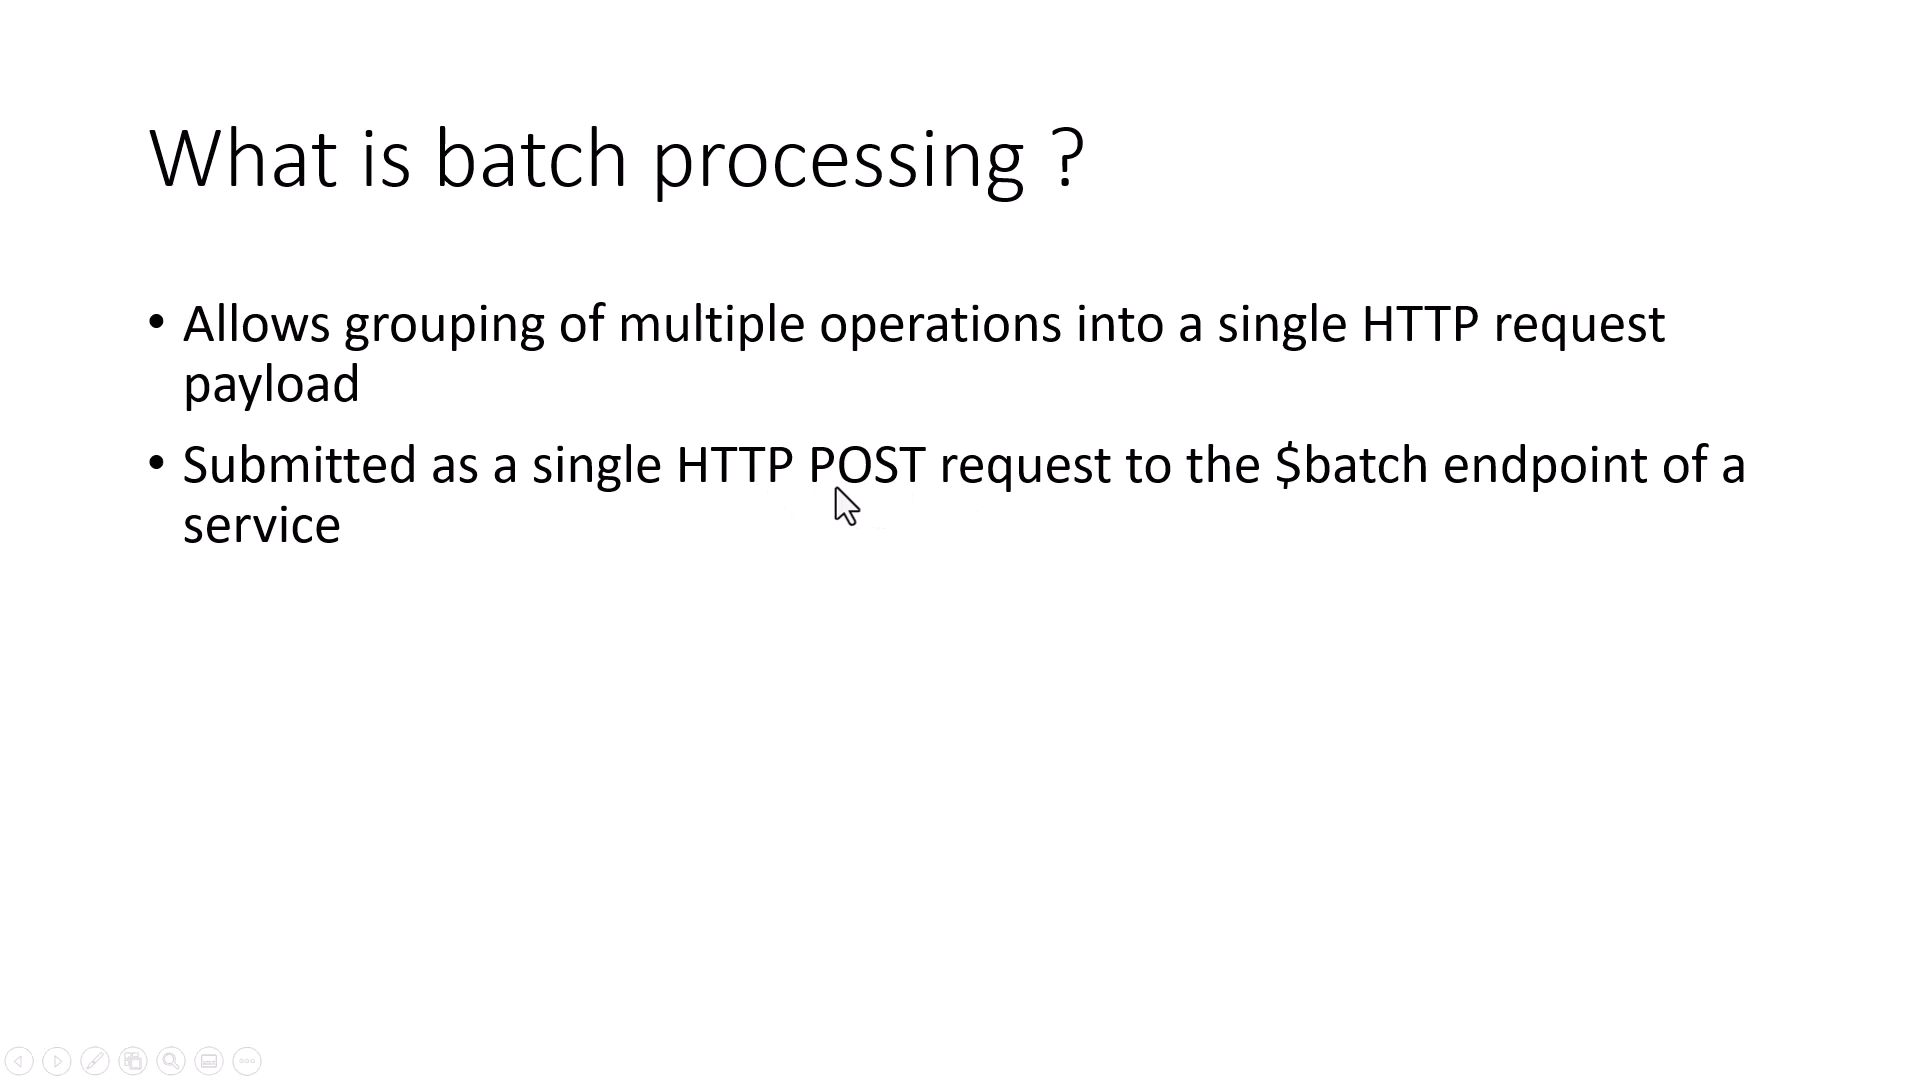 What is batch processing ?
• Allows grouping of multiple operations into a single HTTP request
payload
• Submitted as a single HTTP POST request to the $batch endpoint of a
service